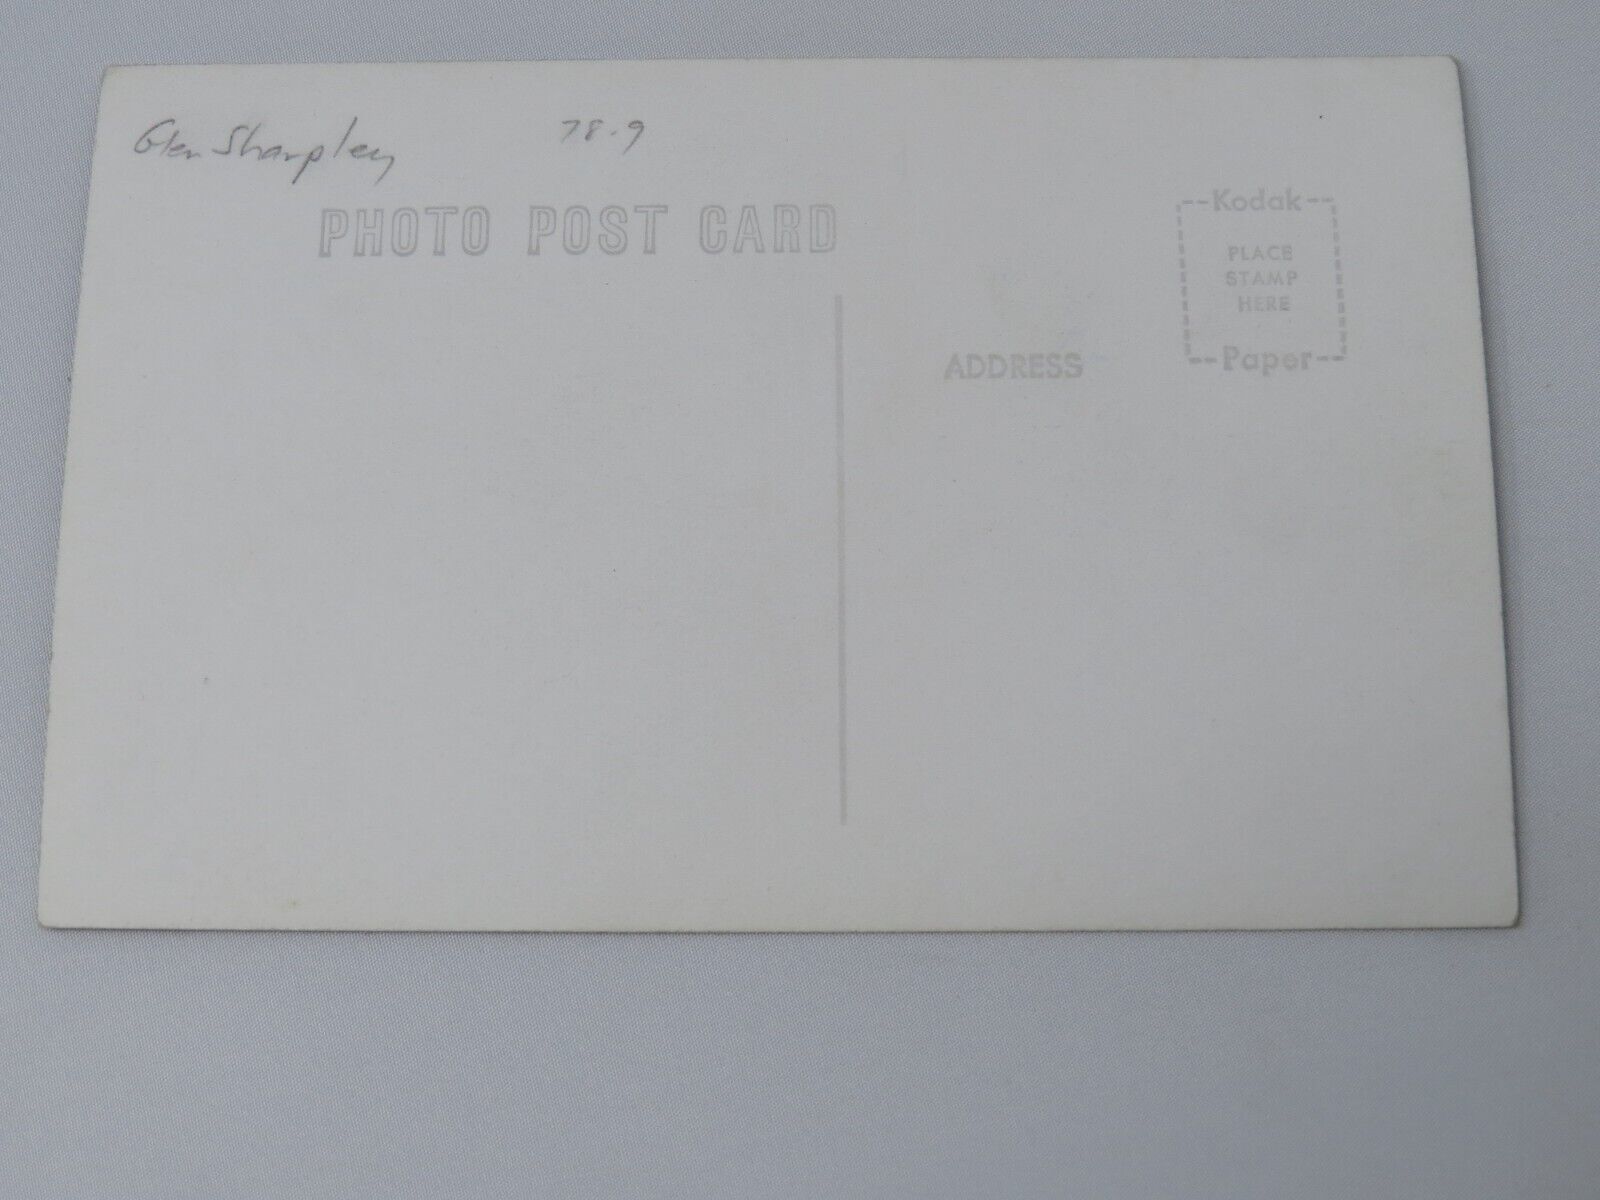 Glen Sharpley 78-9
PHOTO POST CARD
Kodak
PLACE
STAMP
HERE
Paper
ADDRESS